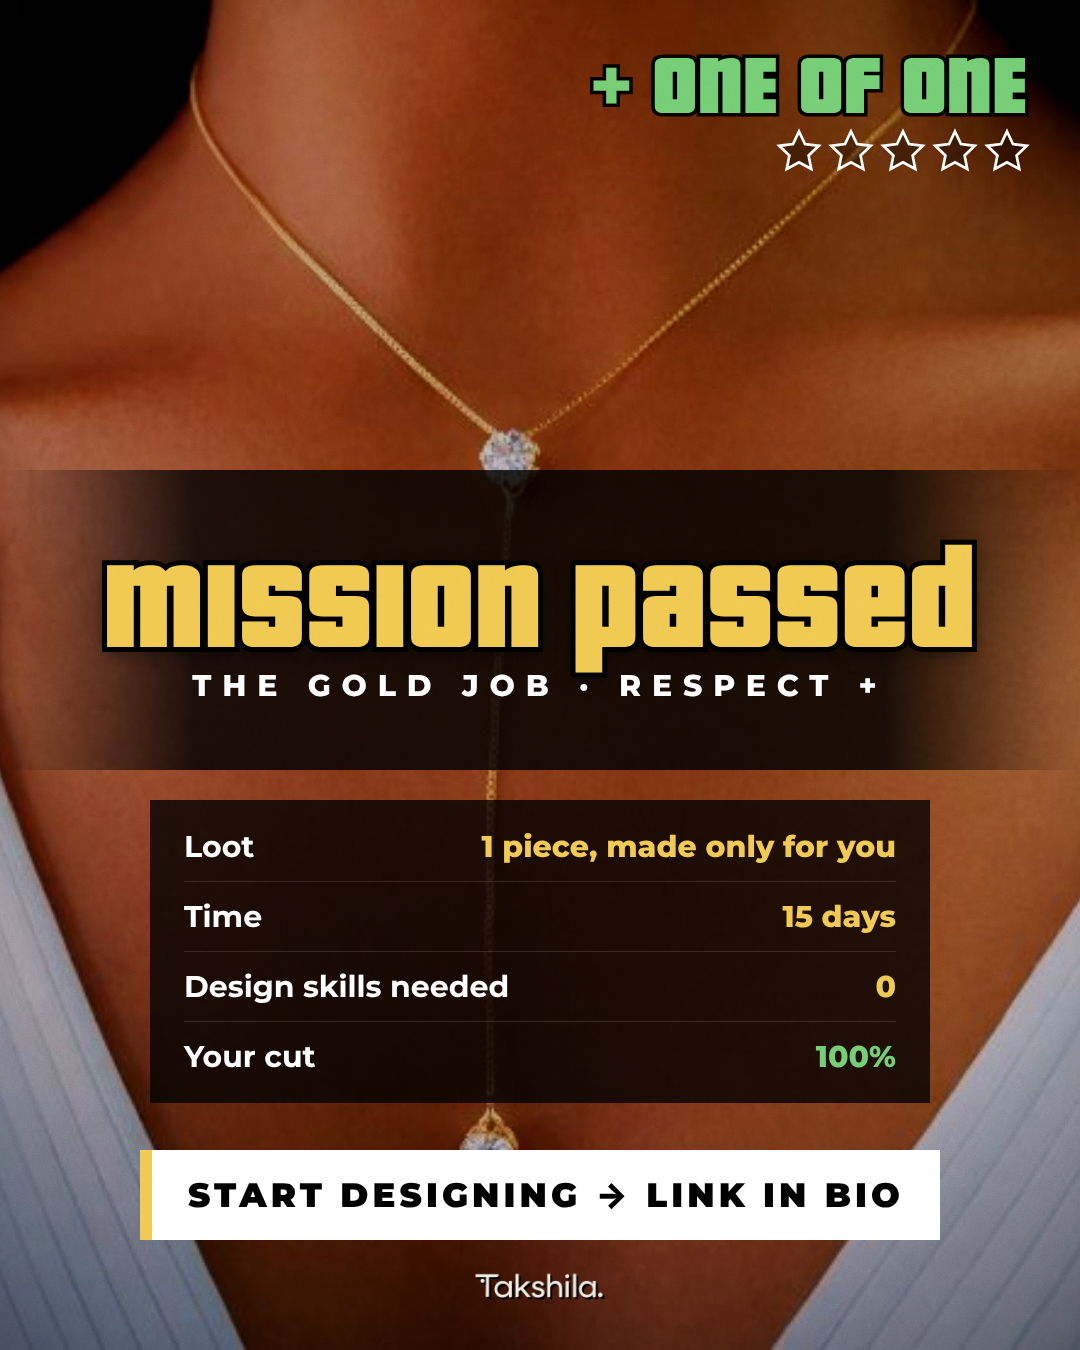 + ONE OF ONE
mission passed
THE GOLD JOB · RESPECT +
Loot 1 piece, made only for you
Time 15 days
Design skills needed 0
Your cut 100%
START DESIGNING → LINK IN BIO
Takshila.